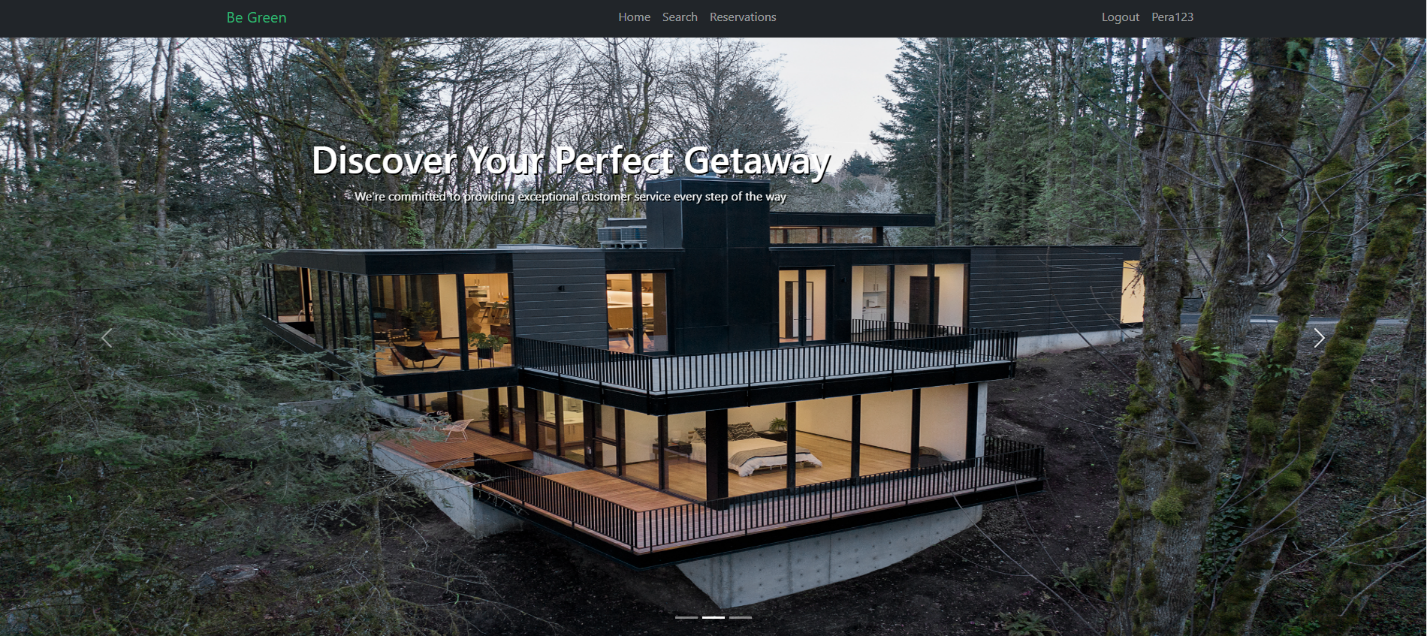 Be Green
Home Search Reservations
Logout Pera123
Discover Your Perfect Getaway
We're committed to providing exceptional customer service every step of the way